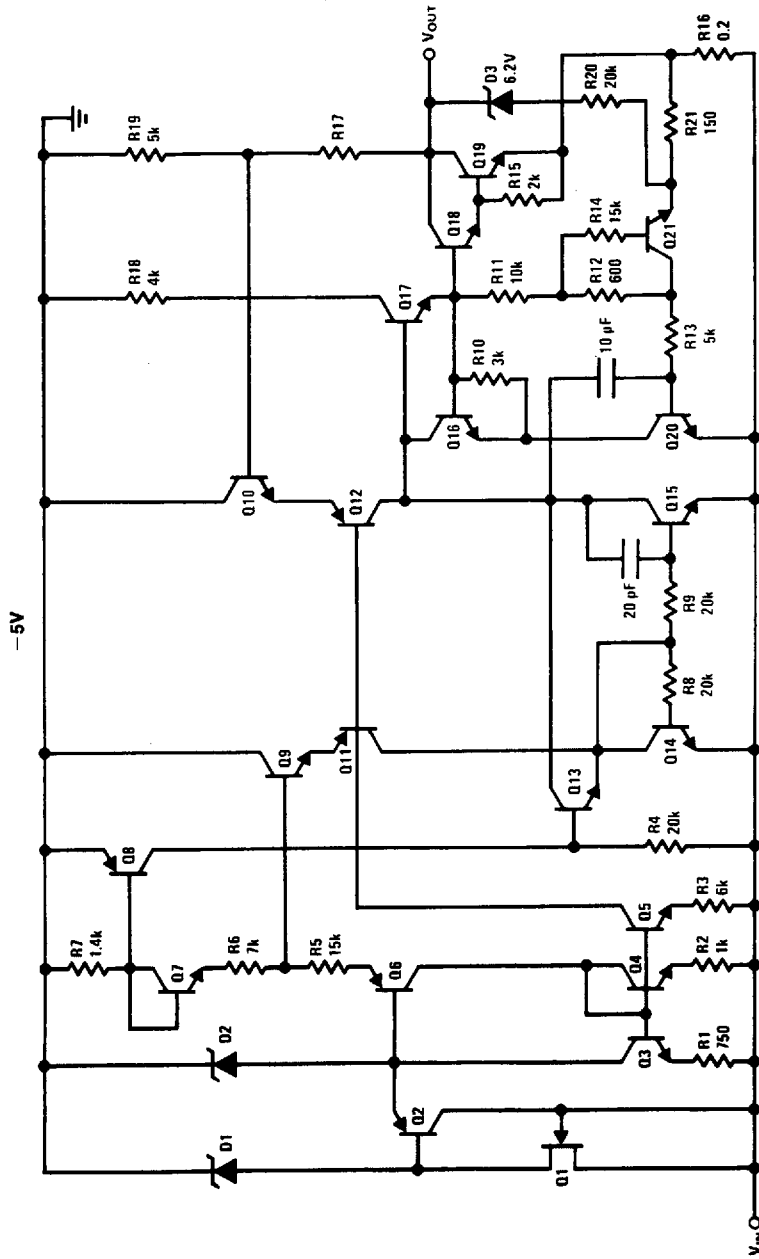 −5V
R7
1.4k
R18
4k
R19
5k
Q8
D2
Q7
R6
7k
Q9
Q10
R17
VOUT
D1
R5
15k
Q11
Q12
Q17
Q18
Q19
D3
6.2V
Q2
Q6
Q16
R10
3k
R11
10k
R15
2k
R20
20k
Q13
R14
15k
10 µF
R12
600
20 µF
Q1
Q3
Q4
Q5
R4
20k
Q14
R8
20k
R9
20k
Q15
Q20
R13
5k
Q21
R21
150
R16
0.2
R1
750
R2
1k
R3
6k
VIN